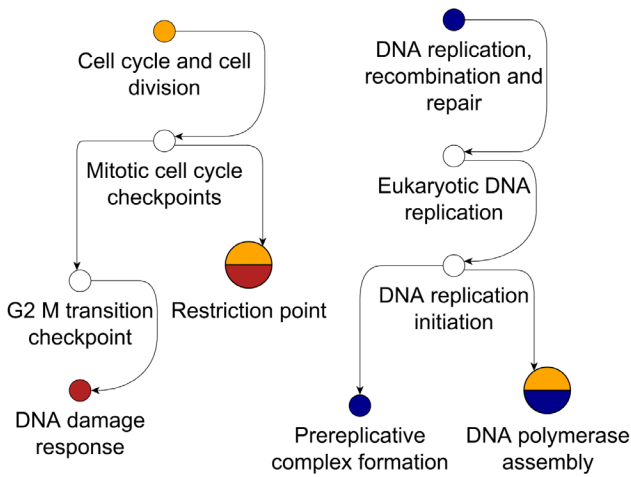 Cell cycle and cell
division
Mitotic cell cycle
checkpoints
G2 M transition
checkpoint
Restriction point
DNA damage
response
DNA replication,
recombination and
repair
Eukaryotic DNA
replication
DNA replication
initiation
Prereplicative
complex formation
DNA polymerase
assembly